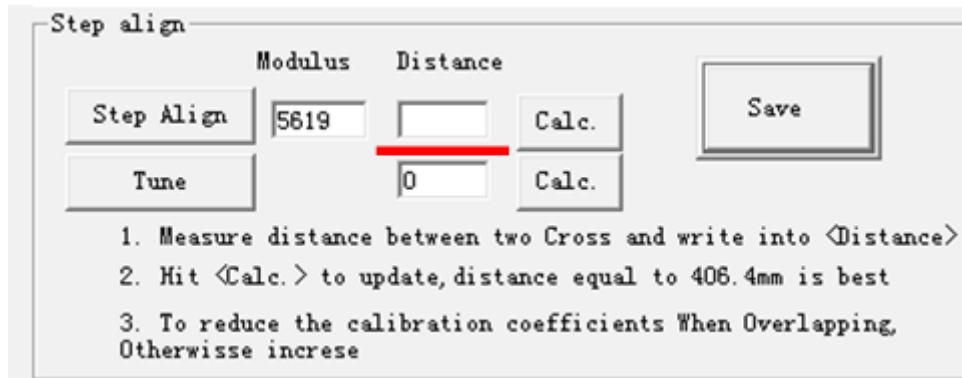 Step align
Modulus Distance
Step Align 5619 Calc. Save
Tune 0 Calc.
1. Measure distance between two Cross and write into <Distance>
2. Hit <Calc.> to update,distance equal to 406.4mm is best
3. To reduce the calibration coefficients When Overlapping,
Otherwisse increse